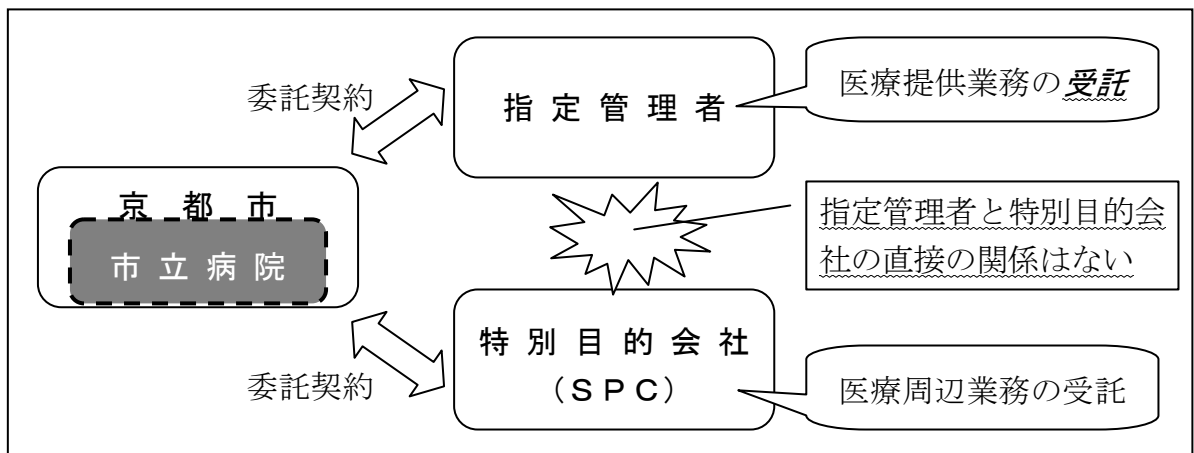 委託契約
指定管理者
医療提供業務の受託
京都市
市立病院
指定管理者と特別目的会
社の直接の関係はない
委託契約
特別目的会社
（ＳＰＣ）
医療周辺業務の受託